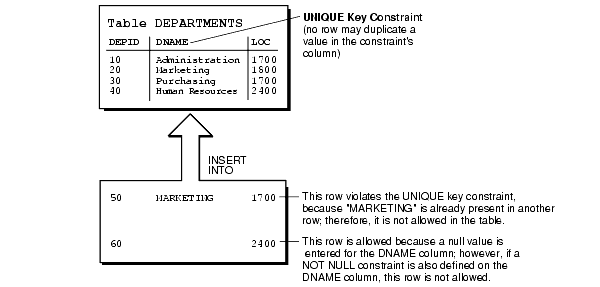 Table DEPARTMENTS
DEPID DNAME LOC
10 Administration 1700
20 Marketing 1800
30 Purchasing 1700
40 Human Resources 2400
UNIQUE Key Constraint
(no row may duplicate a
value in the constraint's
column)
INSERT
INTO
50 MARKETING 1700
This row violates the UNIQUE key constraint,
because "MARKETING" is already present in another
row; therefore, it is not allowed in the table.
60 2400
This row is allowed because a null value is
entered for the DNAME column; however, if a
NOT NULL constraint is also defined on the
DNAME column, this row is not allowed.